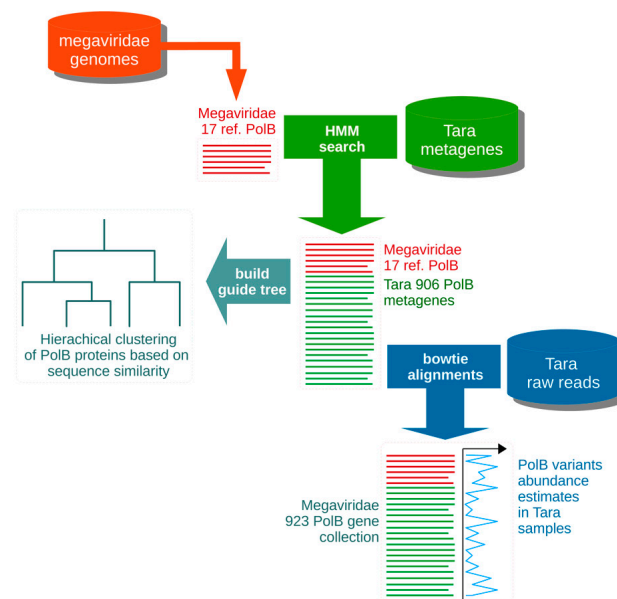 megaviridae
genomes
Megaviridae
17 ref. PolB
HMM
search
Tara
metagenes
Megaviridae
17 ref. PolB
Tara 906 PolB
metagenes
build
guide tree
Hierachical clustering
of PolB proteins based on
sequence similarity
bowtie
alignments
Tara
raw reads
Megaviridae
923 PolB gene
collection
PolB variants
abundance
estimates
in Tara
samples